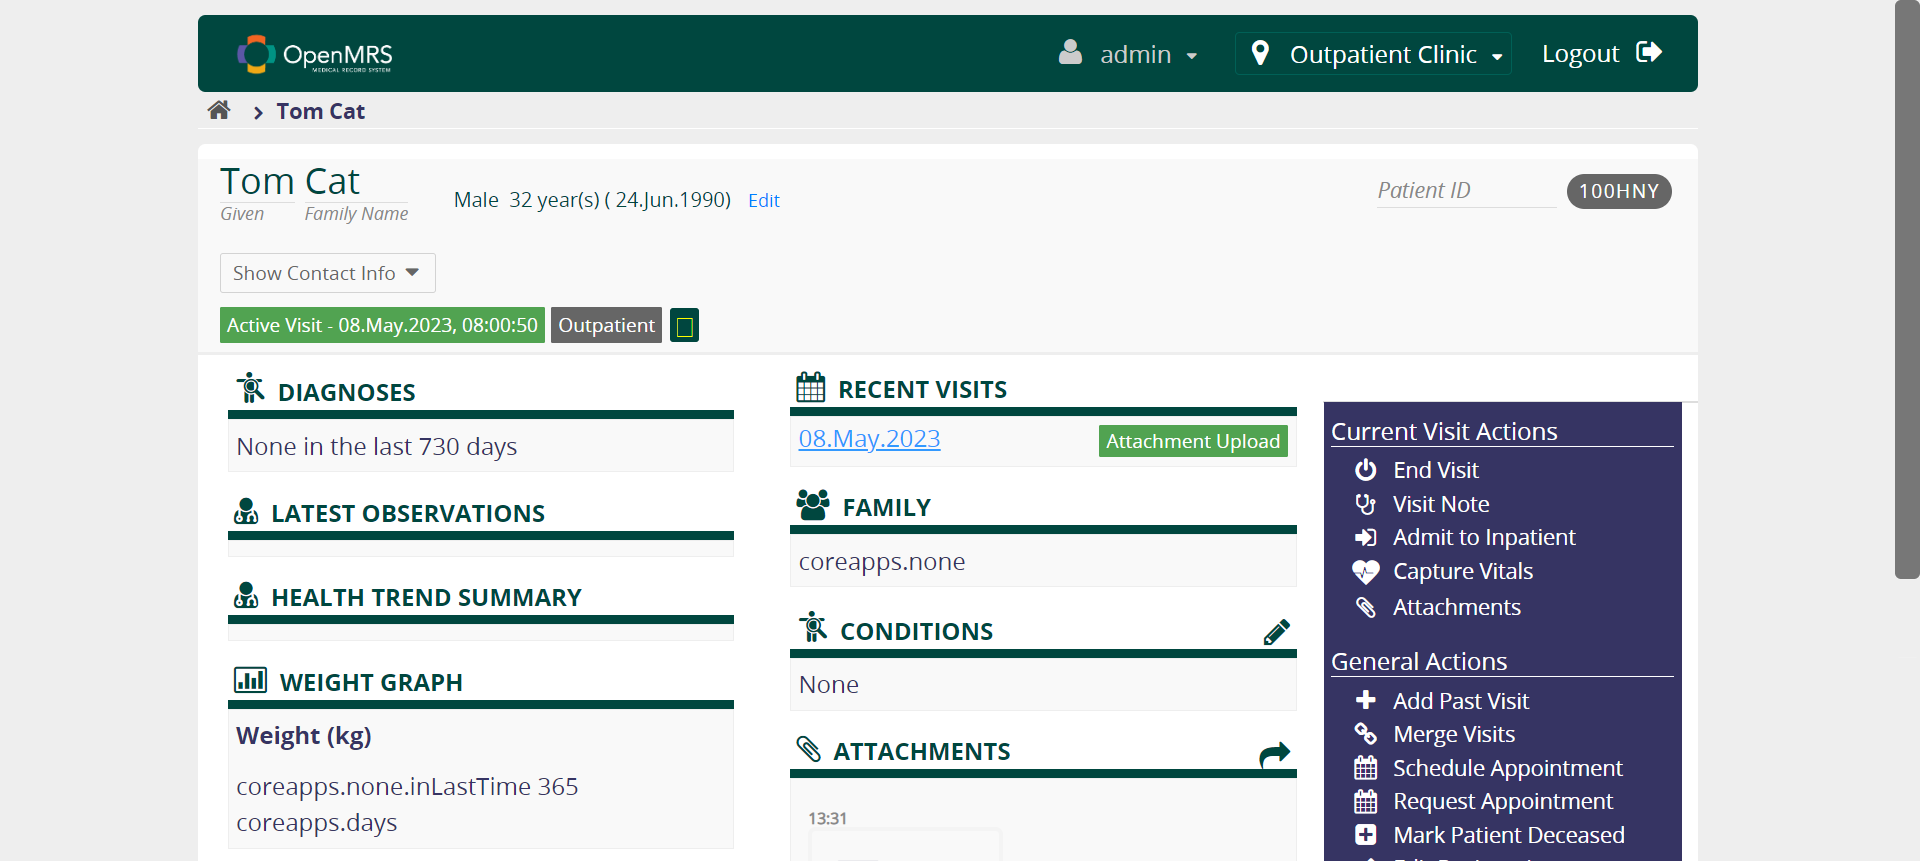 OpenMRS
MEDICAL RECORD SYSTEM
admin
Outpatient Clinic
Logout
Tom Cat
Tom Cat
Given Family Name
Male 32 year(s) ( 24.Jun.1990) Edit
Patient ID 100HNY
Show Contact Info
Active Visit - 08.May.2023, 08:00:50 Outpatient
DIAGNOSES
None in the last 730 days
LATEST OBSERVATIONS
HEALTH TREND SUMMARY
WEIGHT GRAPH
Weight (kg)
coreapps.none.inLastTime 365
coreapps.days
RECENT VISITS
08.May.2023 Attachment Upload
FAMILY
coreapps.none
CONDITIONS
None
ATTACHMENTS
13:31
Current Visit Actions
End Visit
Visit Note
Admit to Inpatient
Capture Vitals
Attachments
General Actions
Add Past Visit
Merge Visits
Schedule Appointment
Request Appointment
Mark Patient Deceased